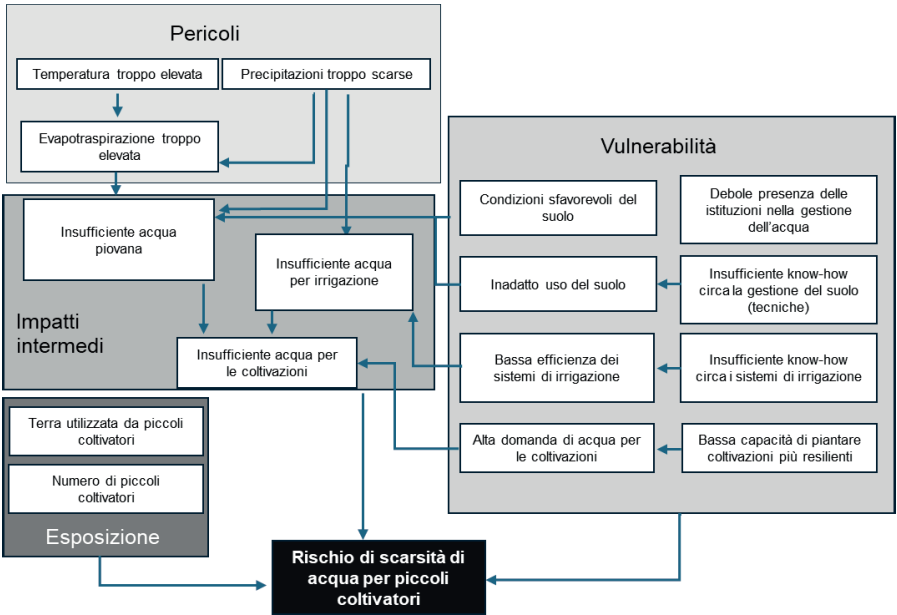 Pericoli
Temperatura troppo elevata
Precipitazioni troppo scarse
Evapotraspirazione troppo
elevata
Vulnerabilità
Condizioni sfavorevoli del
suolo
Debole presenza delle
istituzioni nella gestione
dell'acqua
Insufficiente acqua
piovana
Insufficiente acqua
per irrigazione
Inadatto uso del suolo
Insufficiente know-how
circa la gestione del suolo
(tecniche)
Impatti
intermedi
Insufficiente acqua per
le coltivazioni
Bassa efficienza dei
sistemi di irrigazione
Insufficiente know-how
circa i sistemi di irrigazione
Terra utilizzata da piccoli
coltivatori
Alta domanda di acqua per
le coltivazioni
Bassa capacità di piantare
coltivazioni più resilienti
Numero di piccoli
coltivatori
Esposizione
Rischio di scarsità di
acqua per piccoli
coltivatori